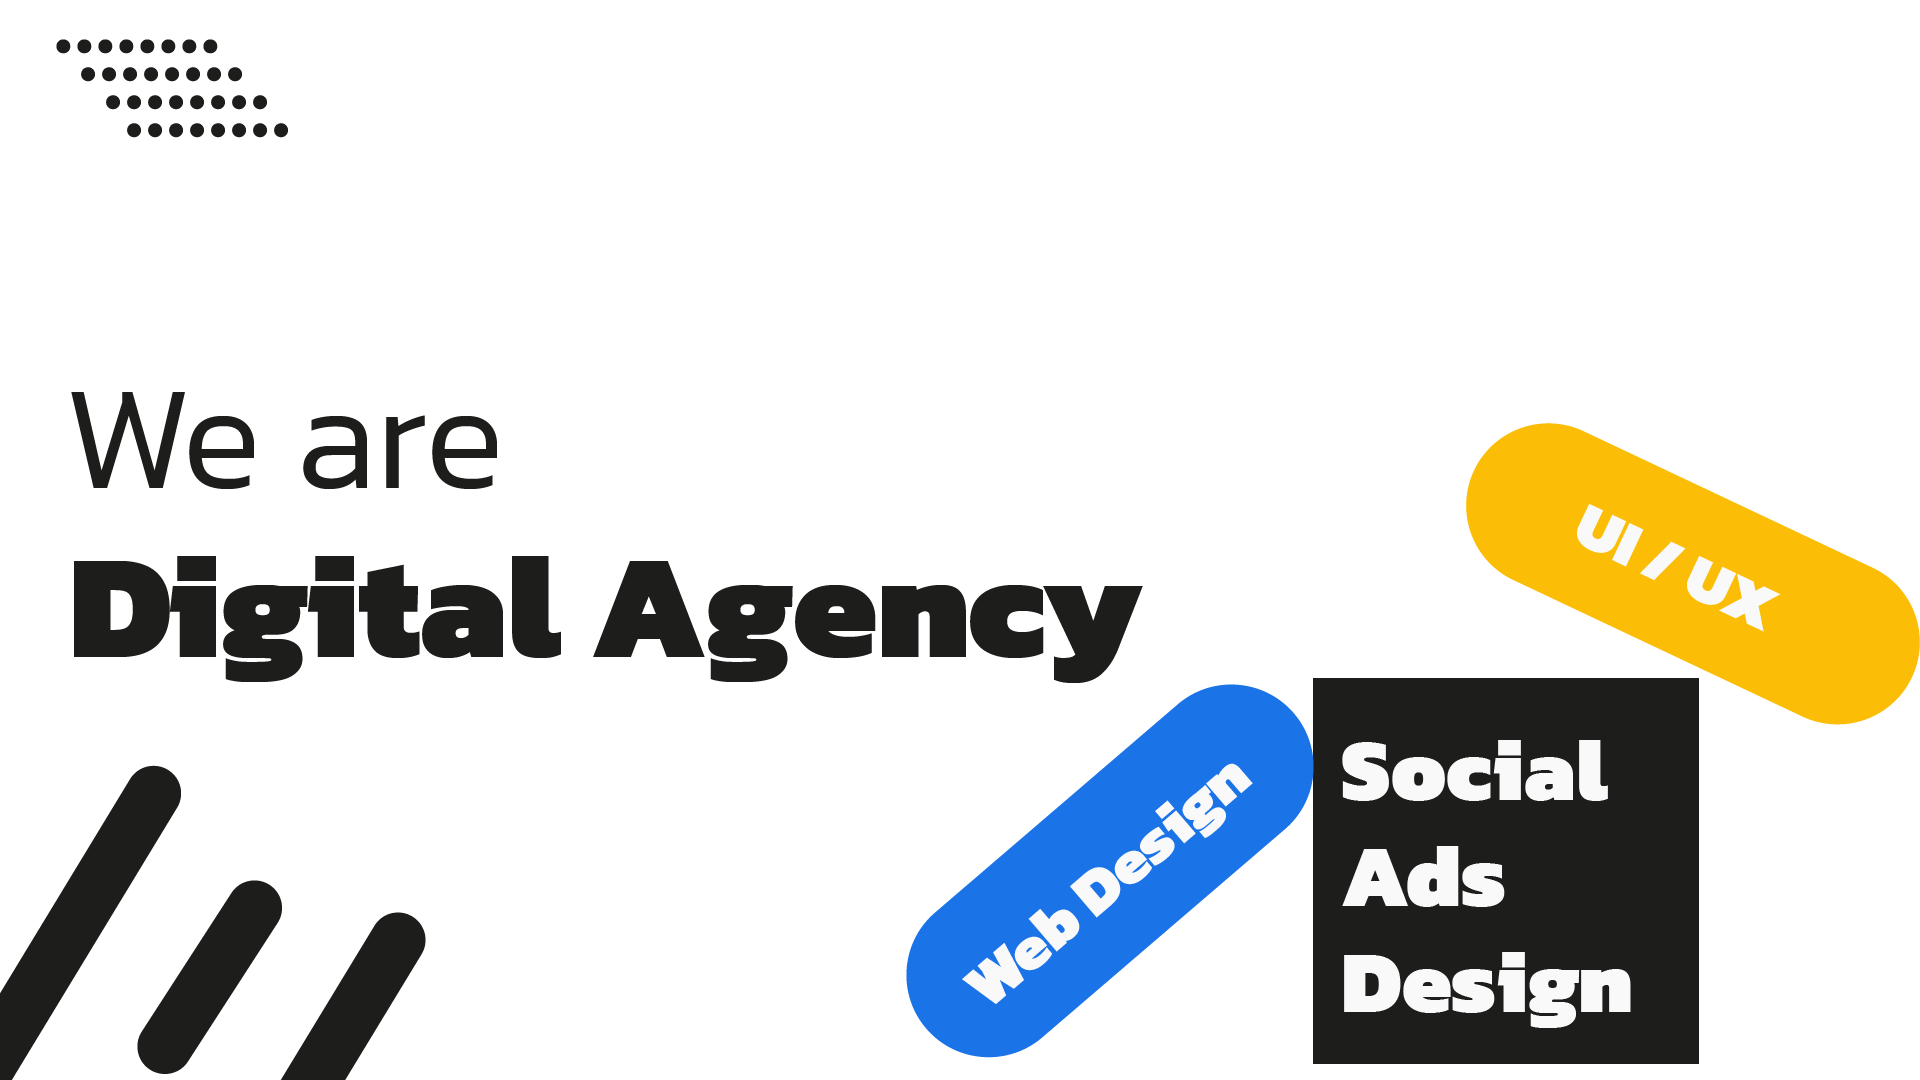 We are
Digital Agency
UI / UX
Web Design
Social
Ads
Design